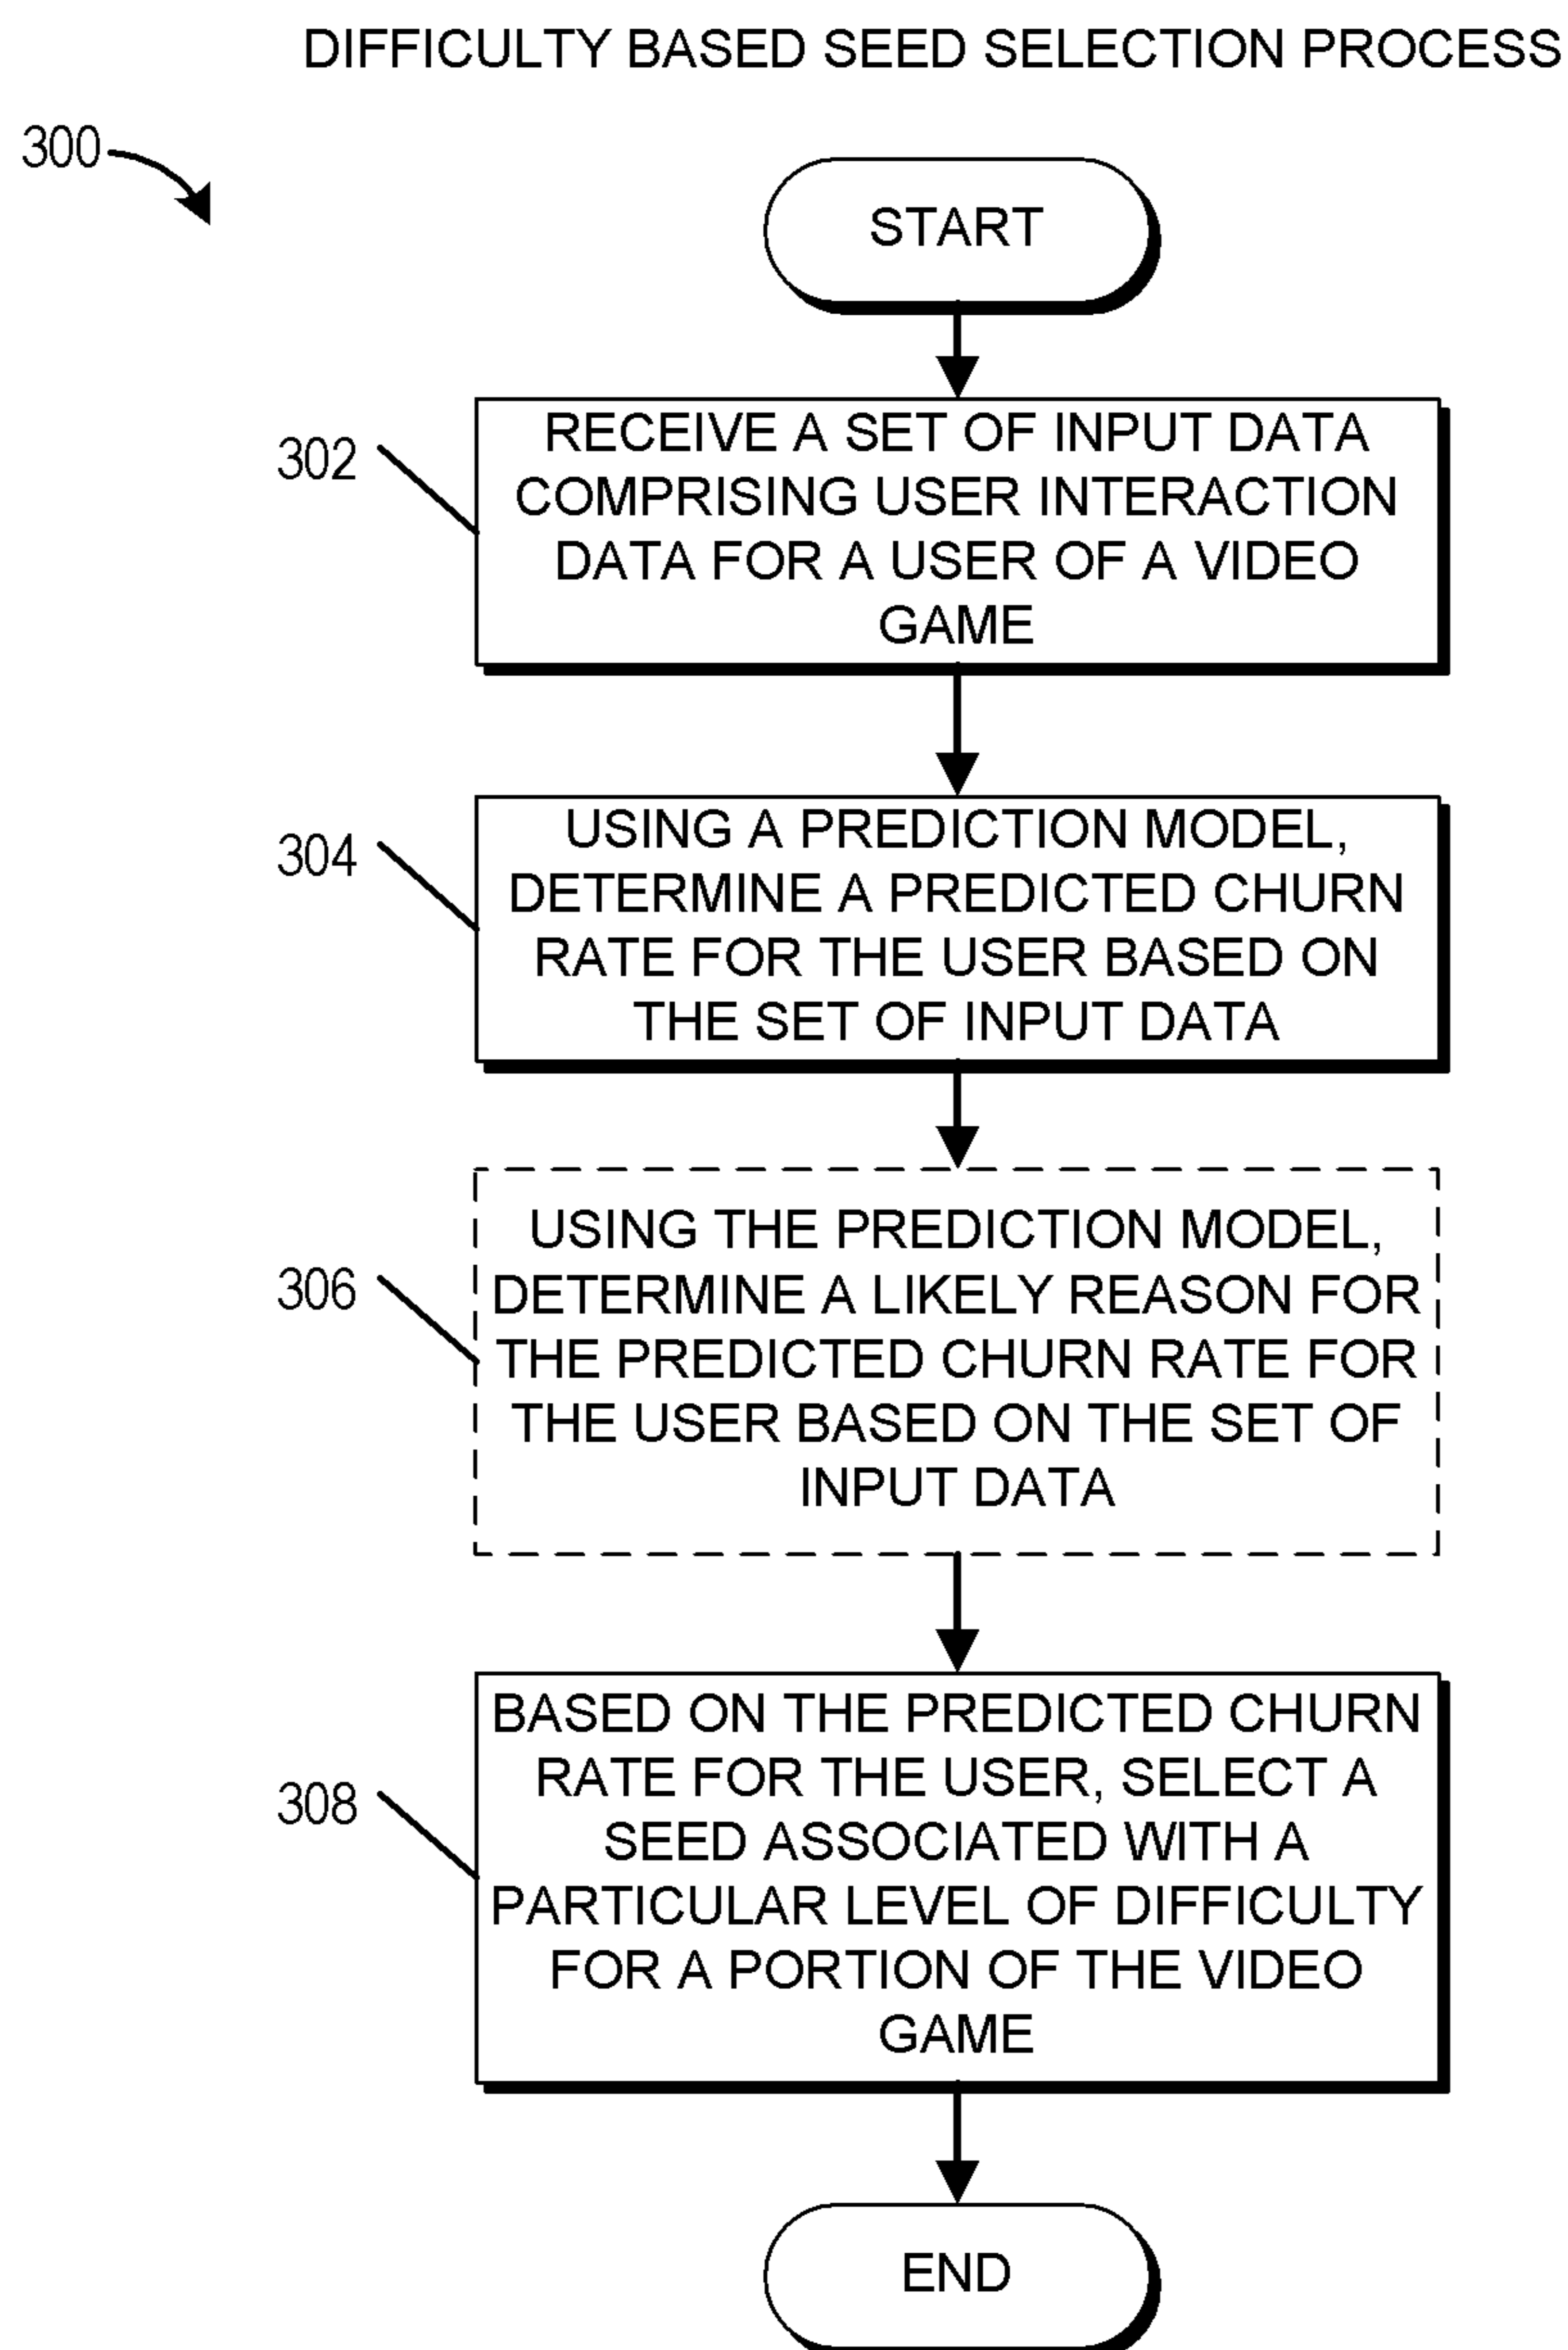 DIFFICULTY BASED SEED SELECTION PROCESS
300
START
302
RECEIVE A SET OF INPUT DATA
COMPRISING USER INTERACTION
DATA FOR A USER OF A VIDEO
GAME
304
USING A PREDICTION MODEL,
DETERMINE A PREDICTED CHURN
RATE FOR THE USER BASED ON
THE SET OF INPUT DATA
306
USING THE PREDICTION MODEL,
DETERMINE A LIKELY REASON FOR
THE PREDICTED CHURN RATE FOR
THE USER BASED ON THE SET OF
INPUT DATA
308
BASED ON THE PREDICTED CHURN
RATE FOR THE USER, SELECT A
SEED ASSOCIATED WITH A
PARTICULAR LEVEL OF DIFFICULTY
FOR A PORTION OF THE VIDEO
GAME
END